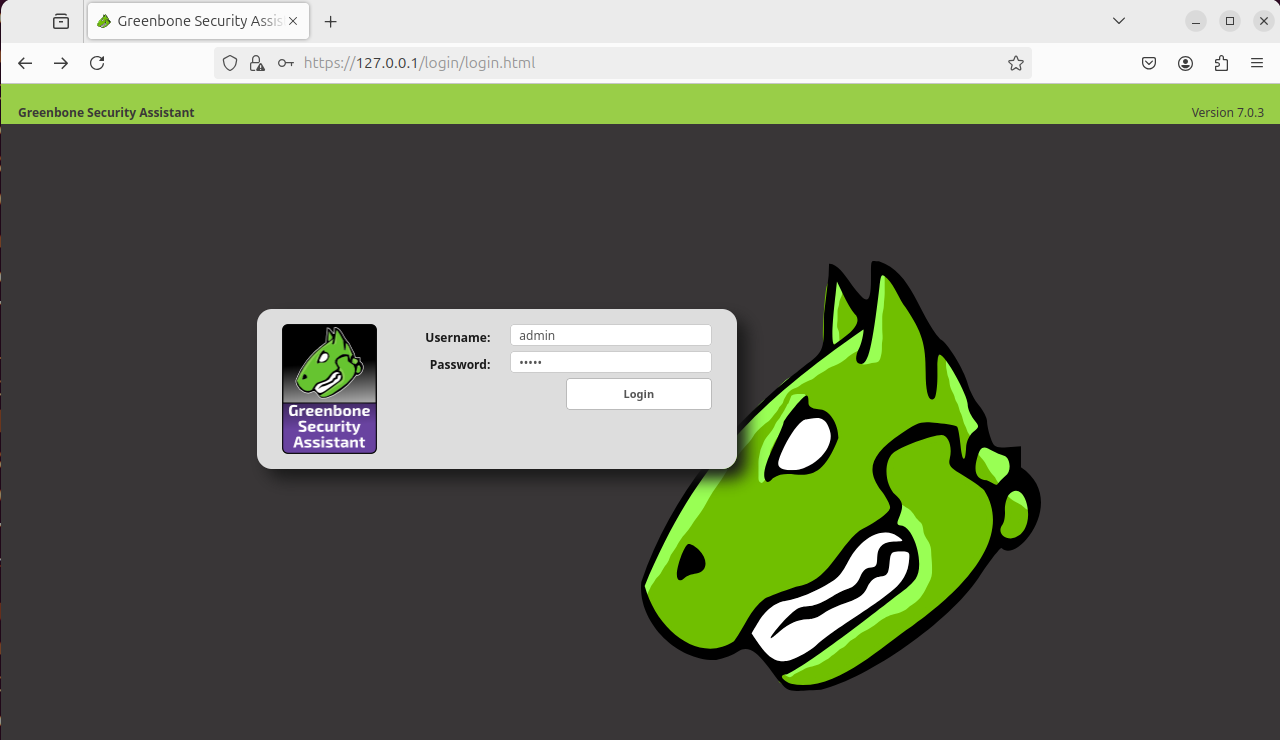 Greenbone Security Assis
https://127.0.0.1/login/login.html
Greenbone Security Assistant
Version 7.0.3
Username:
admin
Password:
•••••
Login
Greenbone
Security
Assistant